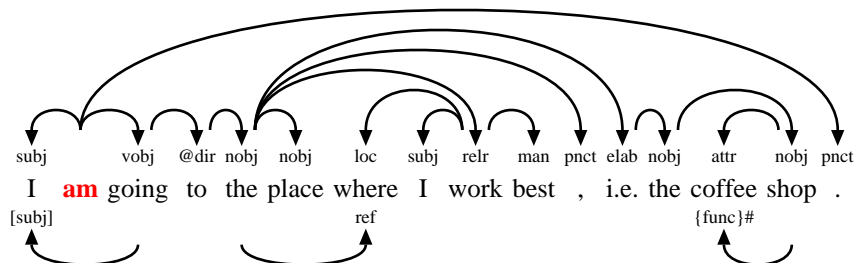 subj vobj @dir nobj nobj loc subj relr man pnct elab nobj attr nobj pnct
I am going to the place where I work best , i.e. the coffee shop .
[subj] ref {func}#